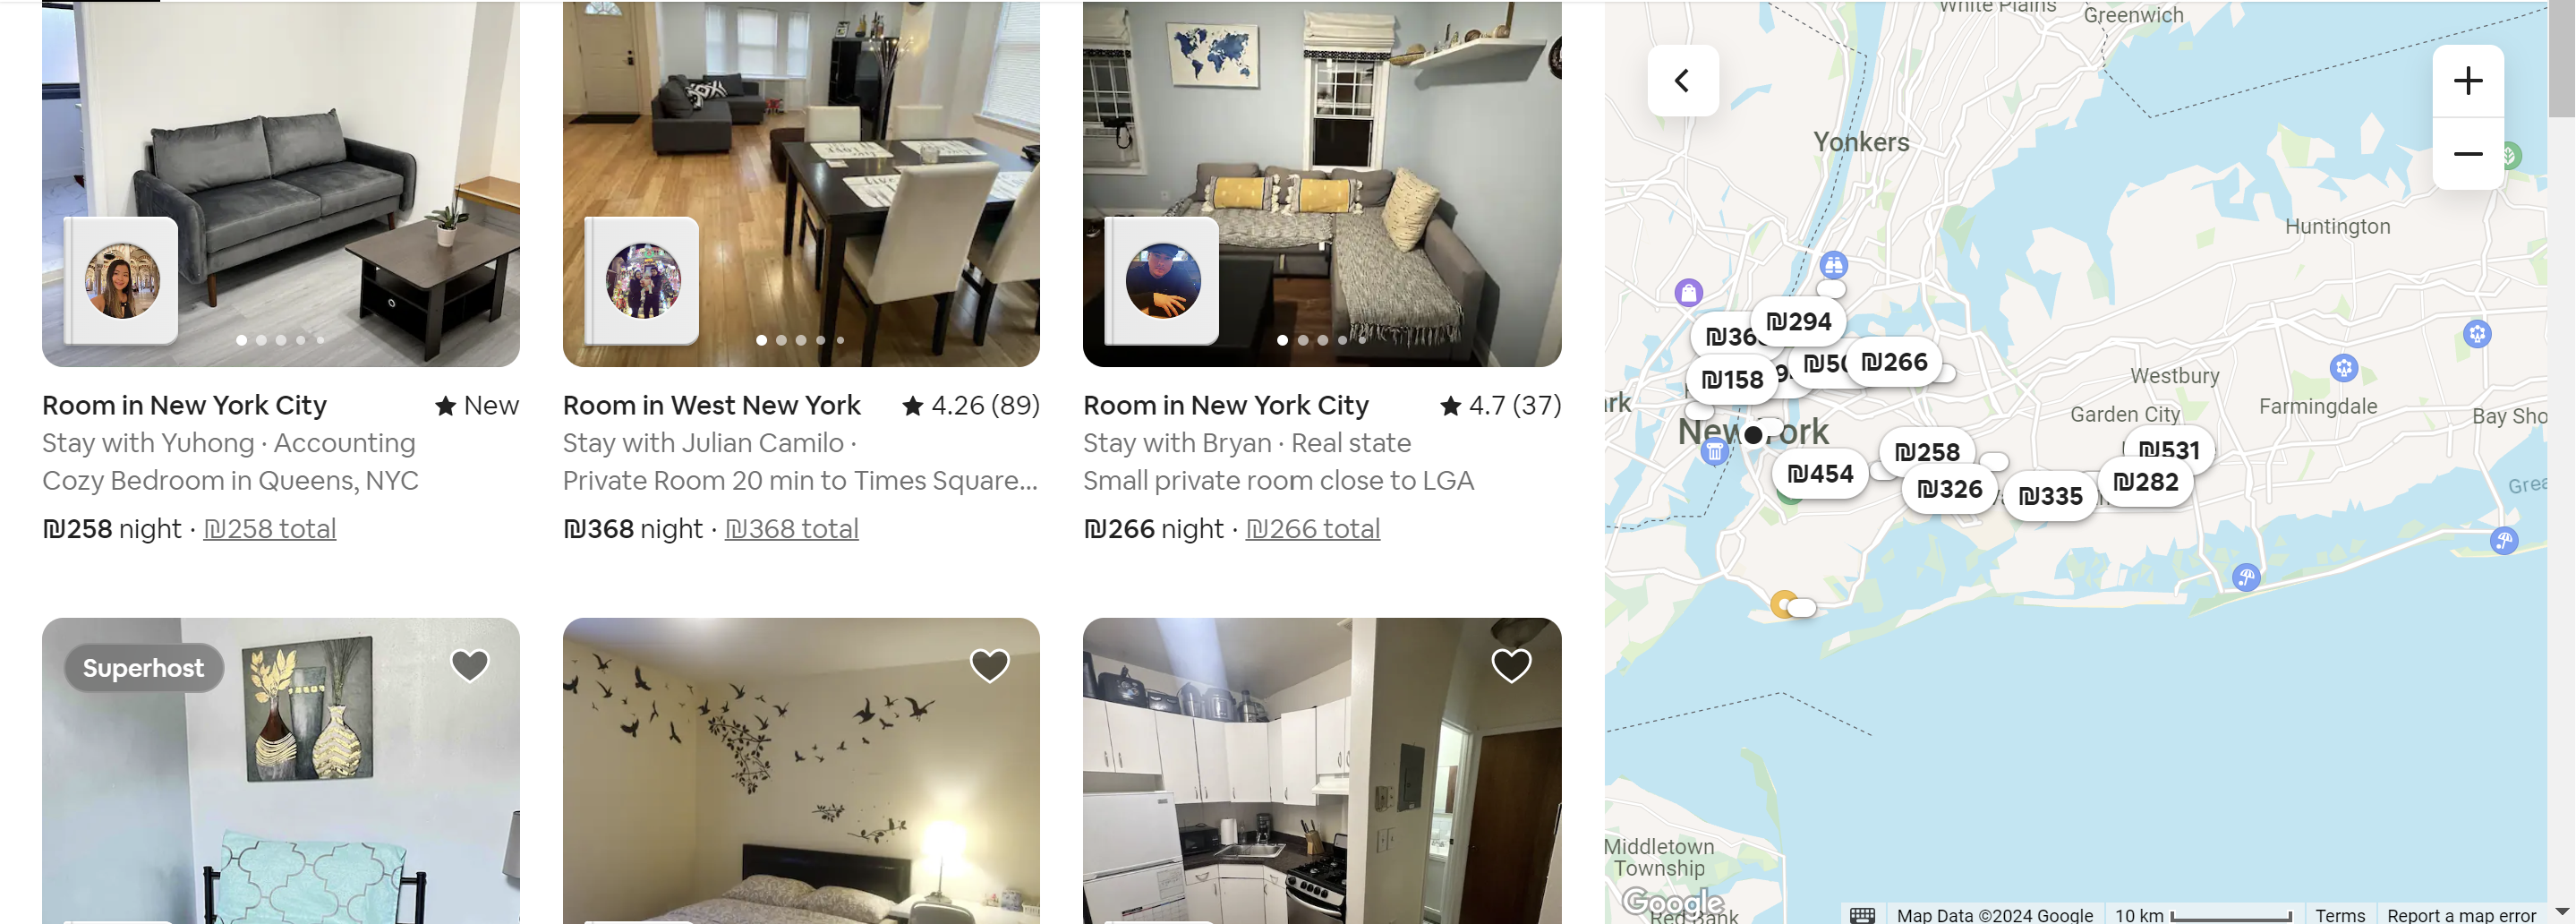 Room in New York City
★ New
Stay with Yuhong · Accounting
Cozy Bedroom in Queens, NYC
₪258 night · ₪258 total
Room in West New York
★ 4.26 (89)
Stay with Julian Camilo ·
Private Room 20 min to Times Square...
₪368 night · ₪368 total
Room in New York City
★ 4.7 (37)
Stay with Bryan · Real state
Small private room close to LGA
₪266 night · ₪266 total
Superhost
White Plains
Greenwich
Yonkers
Huntington
₪294
₪158
₪266
Westbury
Garden City
Farmingdale
New York
₪258
₪531
₪454
₪326
₪335
₪282
Middletown
Township
Google
Red Bank
Map Data ©2024 Google
10 km
Terms
Report a map error